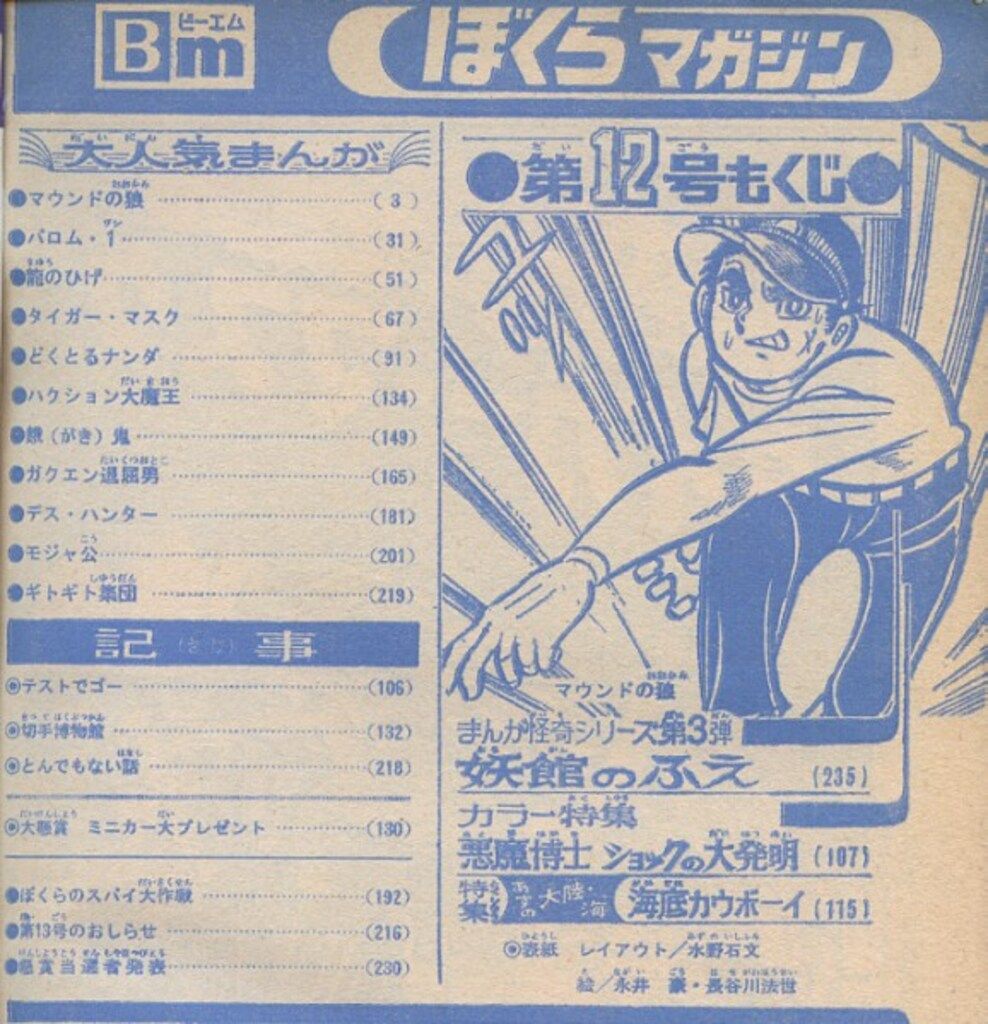 Bm ビーエム
ぼくらマガジン
大人気まんが
●マウンドの狼 (3)
●バロム・1 (31)
●龍のひげ (51)
●タイガー・マスク (67)
●どくとるナンダ (91)
●ハクション大魔王 (134)
●餓(がき)鬼 (149)
●ガクエン退屈男 (165)
●デス・ハンター (181)
●モジャ公 (201)
●ギトギト集団 (219)
記(きじ)事
◉テストでゴー (106)
◉切手博物館 (132)
◉とんでもない話 (218)
◉大懸賞 ミニカー大プレゼント (130)
●ぼくらのスパイ大作戦 (192)
●第13号のおしらせ (216)
●懸賞当選者発表 (230)
●第12号もくじ●
マウンドの狼
まんが怪奇シリーズ第3弾
妖館のふえ (235)
カラー特集
悪魔博士 ショックの大発明 (107)
特集 あすの大陸・海 海底カウボーイ (115)
◉表紙 レイアウト/水野石文
絵/永井 豪・長谷川法世